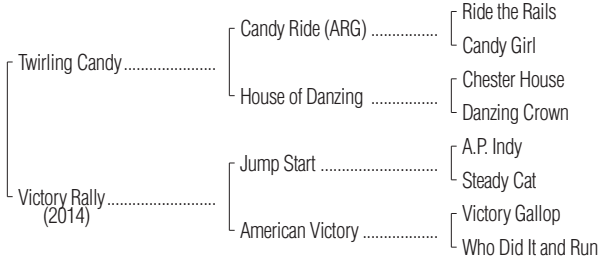 Ride the Rails
Candy Ride (ARG) ................
Candy Girl
Twirling Candy ......................
Chester House
House of Danzing ................
Danzing Crown
A.P. Indy
Jump Start ............................
Steady Cat
Victory Rally ..........................
(2014)
Victory Gallop
American Victory ..................
Who Did It and Run